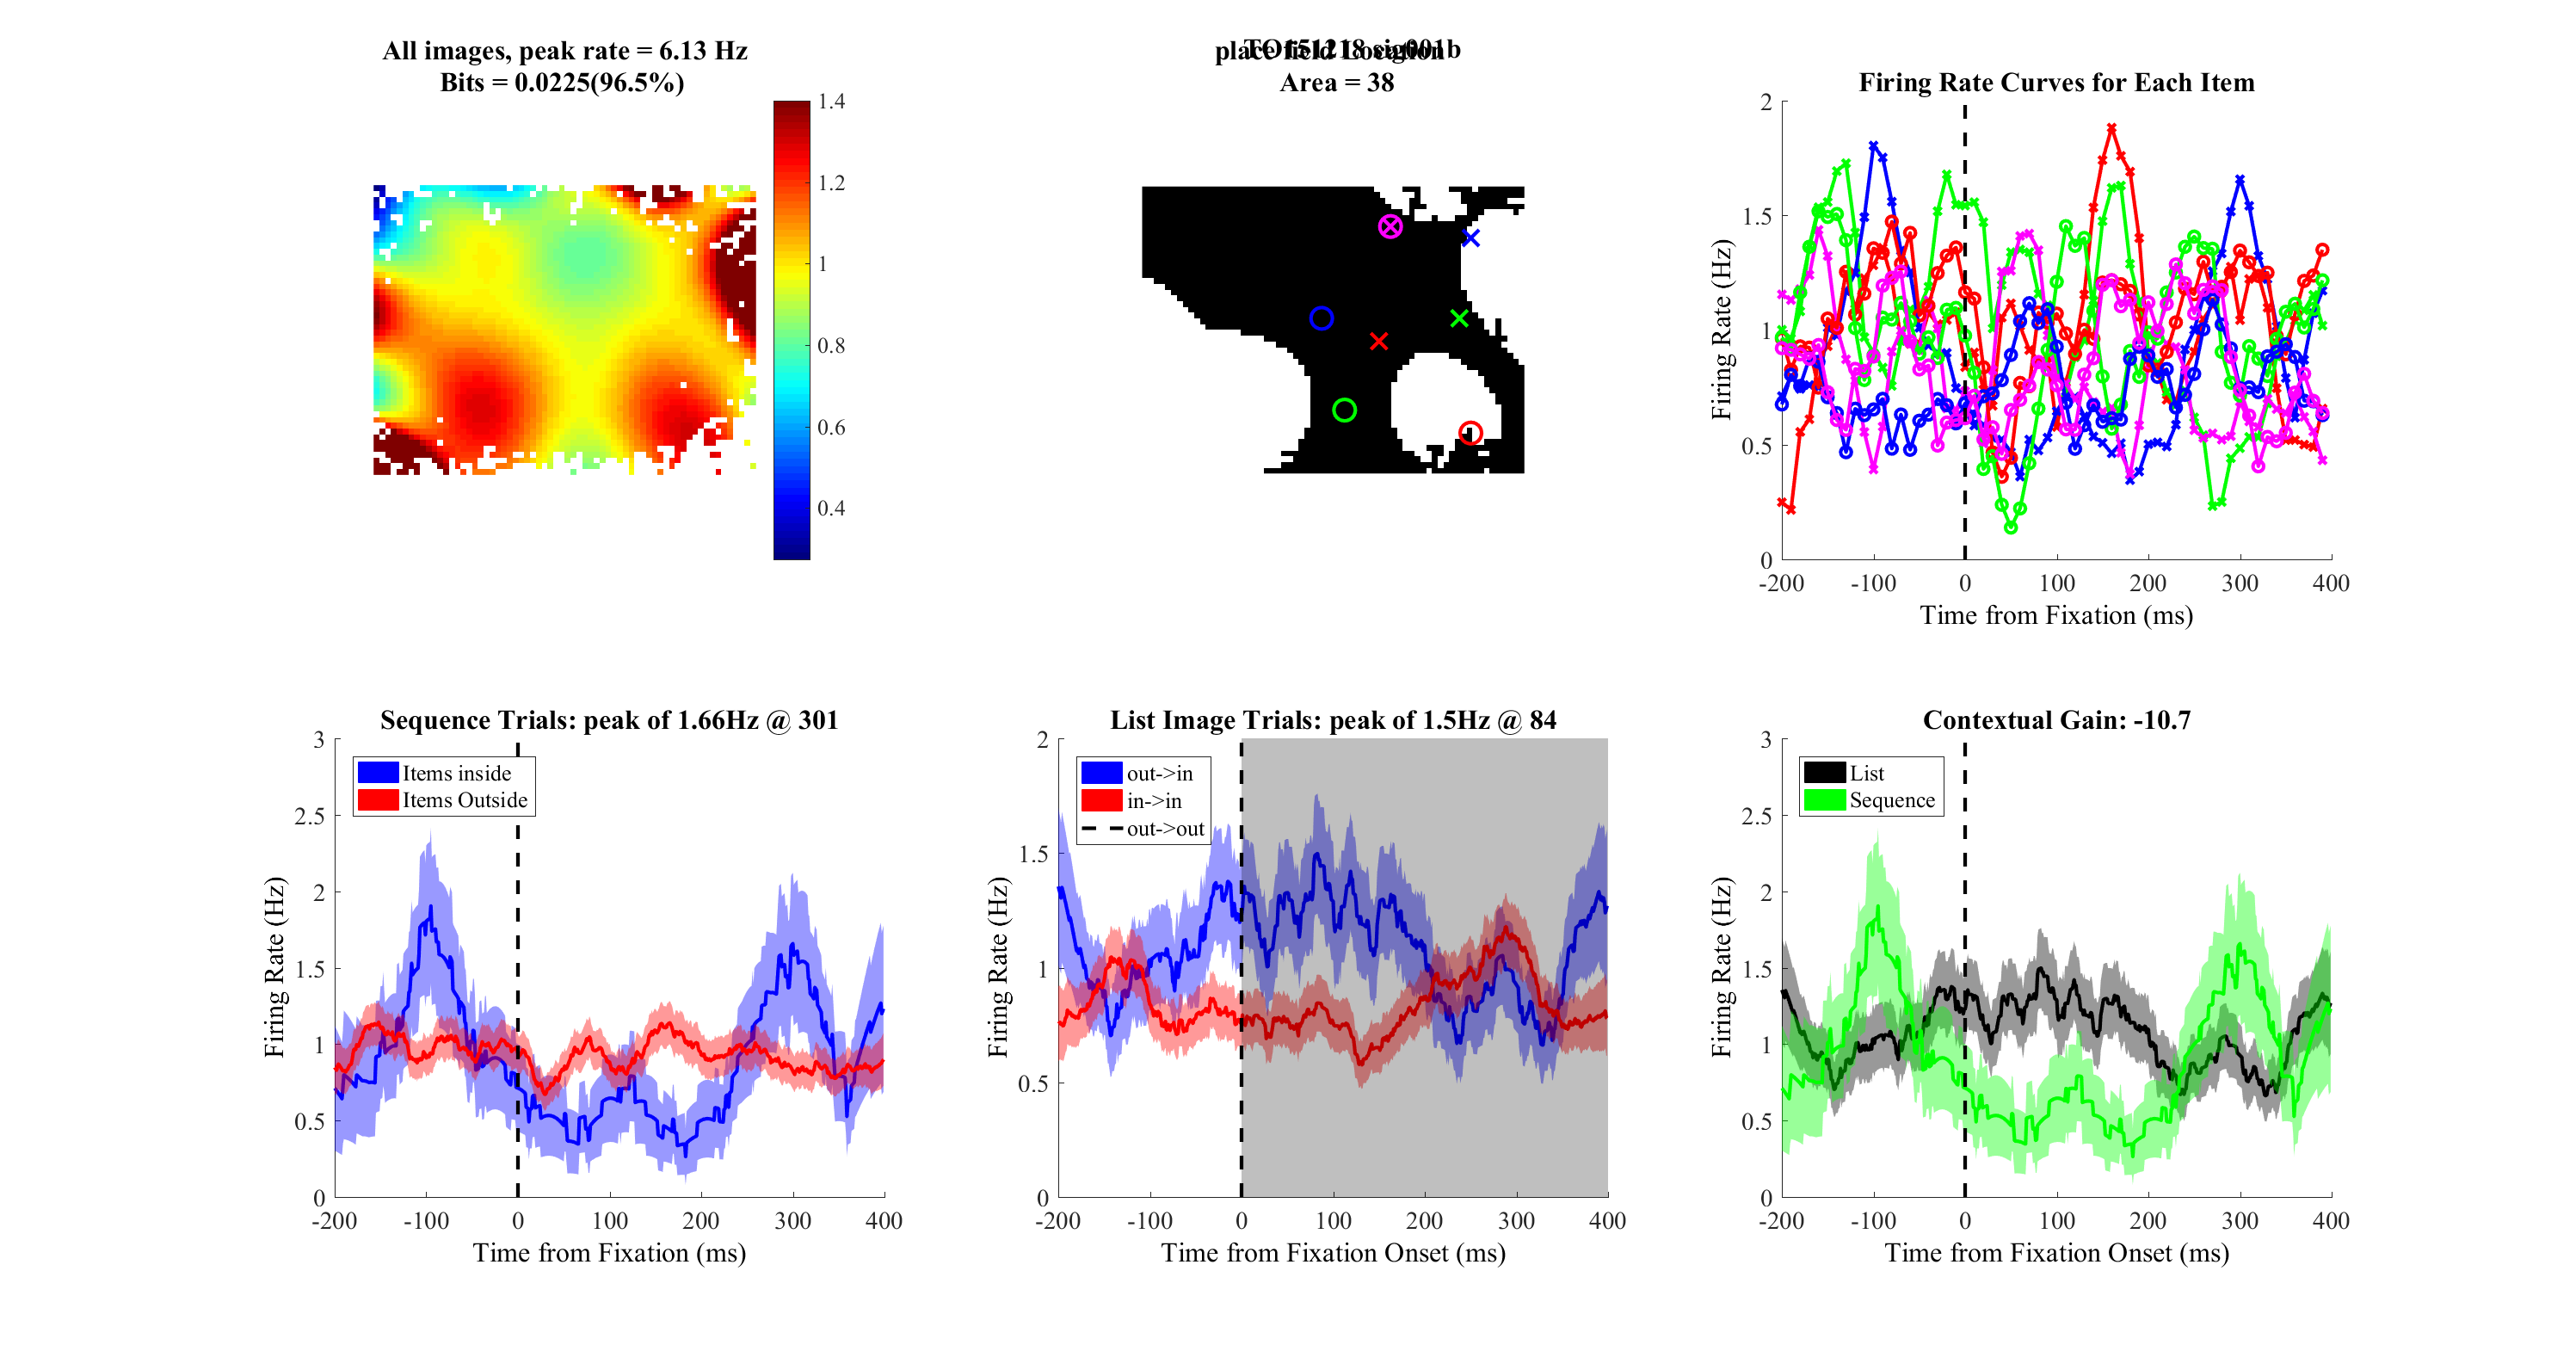 All images, peak rate = 6.13 Hz
Bits = 0.0225(96.5%)
1.4
1.2
1
0.8
0.6
0.4
place field Location
TO151218 sig001b
Area = 38
Firing Rate Curves for Each Item
2
1.5
1
0.5
0
Firing Rate (Hz)
-200 -100 0 100 200 300 400
Time from Fixation (ms)
Sequence Trials: peak of 1.66Hz @ 301
Items inside
Items Outside
3
2.5
2
1.5
1
0.5
0
Firing Rate (Hz)
-200 -100 0 100 200 300 400
Time from Fixation (ms)
List Image Trials: peak of 1.5Hz @ 84
out->in
in->in
out->out
2
1.5
1
0.5
0
Firing Rate (Hz)
-200 -100 0 100 200 300 400
Time from Fixation Onset (ms)
Contextual Gain: -10.7
List
Sequence
3
2.5
2
1.5
1
0.5
0
Firing Rate (Hz)
-200 -100 0 100 200 300 400
Time from Fixation Onset (ms)